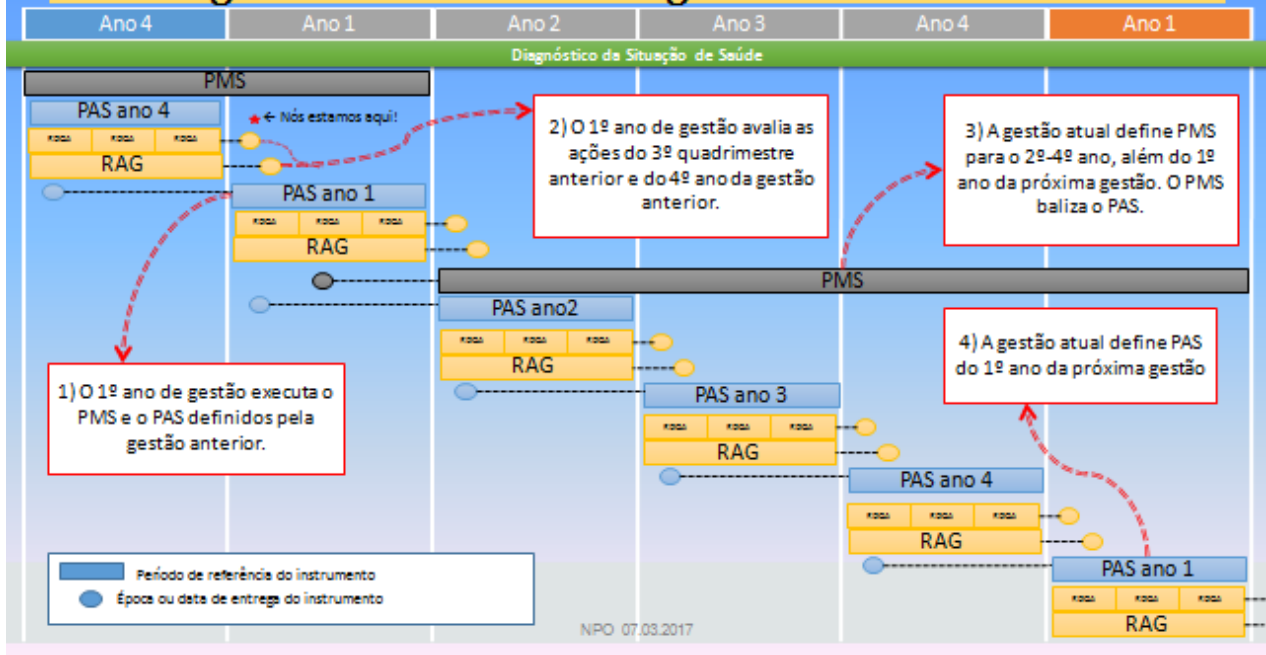 Ano 4
Ano 1
Ano 2
Ano 3
Ano 4
Ano 1
Diagnóstico da Situação de Saúde
PMS
PAS ano 4
← Nós estamos aqui!
RAG
PAS ano 1
RAG
2) O 1º ano de gestão avalia as
ações do 3º quadrimestre
anterior e do 4º ano da gestão
anterior.
3) A gestão atual define PMS
para o 2º-4º ano, além do 1º
ano da próxima gestão. O PMS
baliza o PAS.
PMS
PAS ano2
RAG
1) O 1º ano de gestão executa o
PMS e o PAS definidos pela
gestão anterior.
PAS ano 3
RAG
4) A gestão atual define PAS
do 1º ano da próxima gestão
PAS ano 4
RAG
PAS ano 1
RAG
Período de referência do instrumento
Época ou data de entrega do instrumento
NPO 07.03.2017